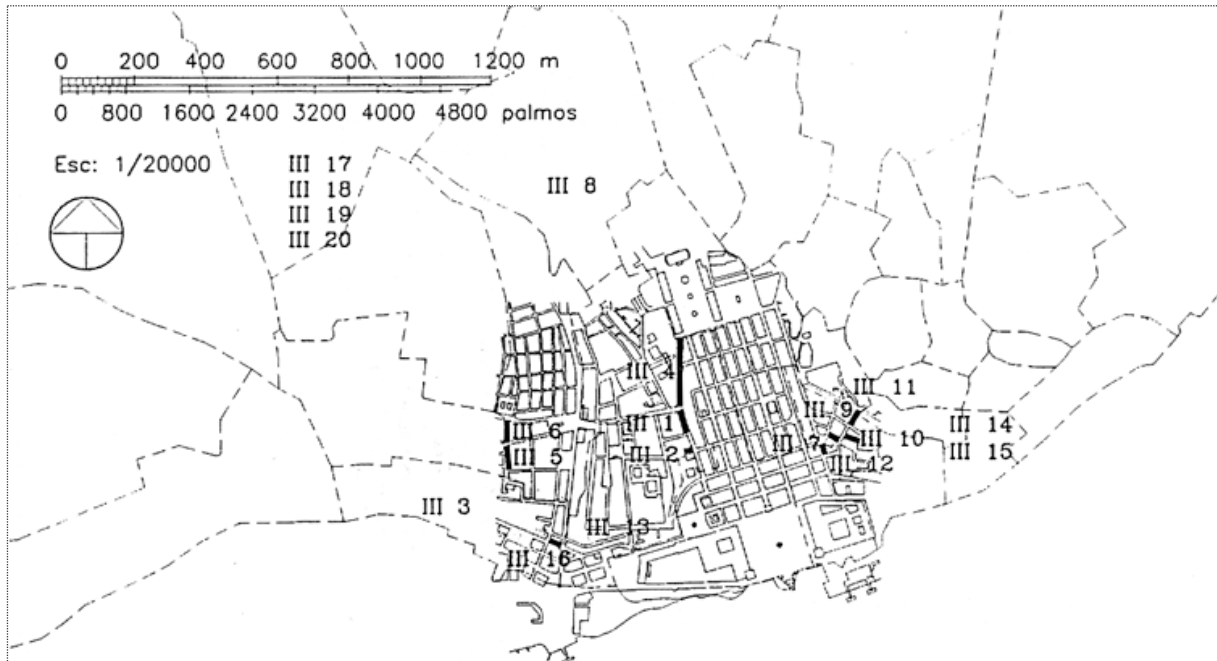 0 200 400 600 800 1000 1200 m
0 800 1600 2400 3200 4000 4800 palmos
Esc: 1/20000
III 17
III 18
III 19
III 20
III 8
III 4
III 11
III 9
III 1
III 6
III 14
III 7
III 10
III 2
III 5
III 15
III 12
III 3
III 13
III 16